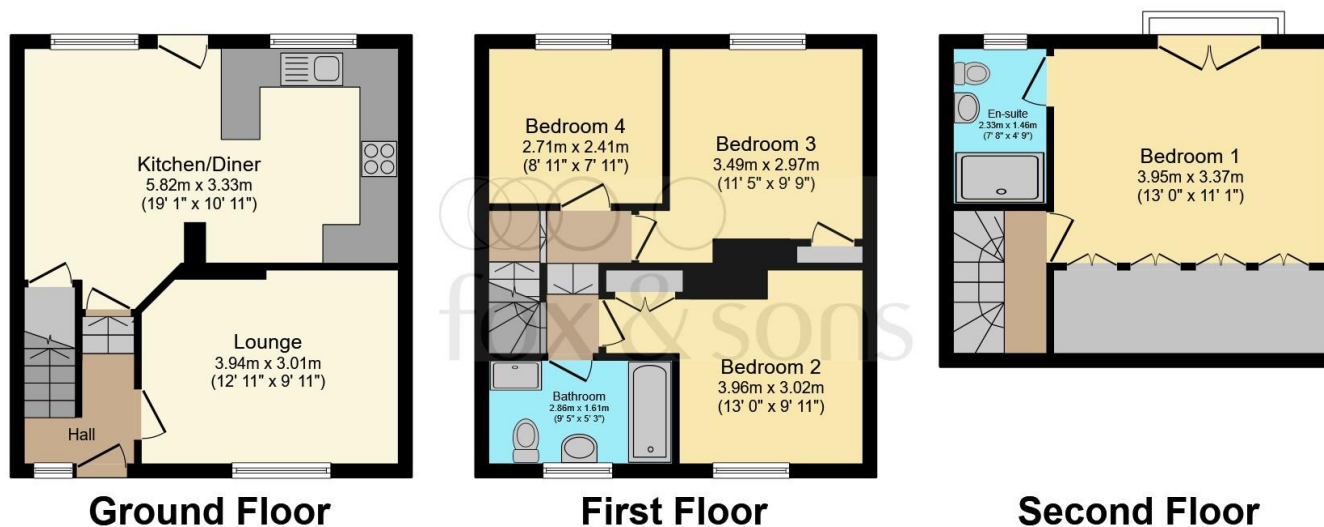 Kitchen/Diner
5.82m x 3.33m
(19' 1" x 10' 11")
Lounge
3.94m x 3.01m
(12' 11" x 9' 11")
Hall
Ground Floor
Bedroom 4
2.71m x 2.41m
(8' 11" x 7' 11")
Bedroom 3
3.49m x 2.97m
(11' 5" x 9' 9")
Bedroom 2
3.96m x 3.02m
(13' 0" x 9' 11")
Bathroom
2.86m x 1.61m
(9' 5" x 5' 3")
First Floor
En-suite
2.33m x 1.46m
(7' 8" x 4' 9")
Bedroom 1
3.95m x 3.37m
(13' 0" x 11' 1")
Second Floor
fox & sons